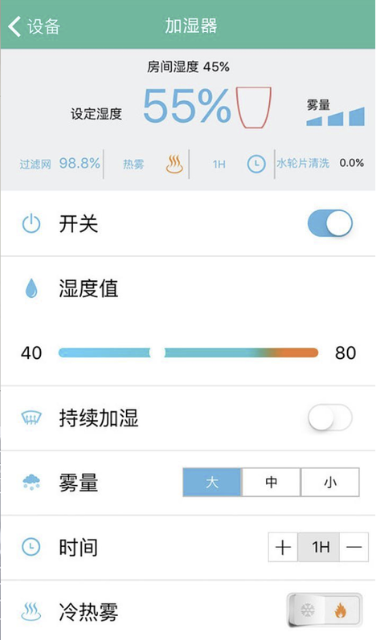 设备 加湿器
房间湿度 45%
设定湿度 55% 雾量
过滤网 98.8% 热雾 1H 水轮片清洗 0.0%
开关
湿度值
40 80
持续加湿
雾量 大 中 小
时间 1H
冷热雾